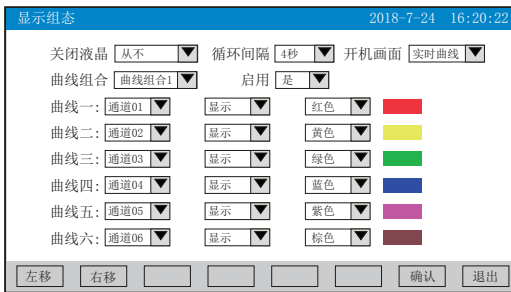 显示组态 2018-7-24 16:20:22
关闭液晶 从不 循环间隔 4秒 开机画面 实时曲线
曲线组合 曲线组合1 启用 是
曲线一: 通道01 显示 红色
曲线二: 通道02 显示 黄色
曲线三: 通道03 显示 绿色
曲线四: 通道04 显示 蓝色
曲线五: 通道05 显示 紫色
曲线六: 通道06 显示 棕色
左移 右移 确认 退出